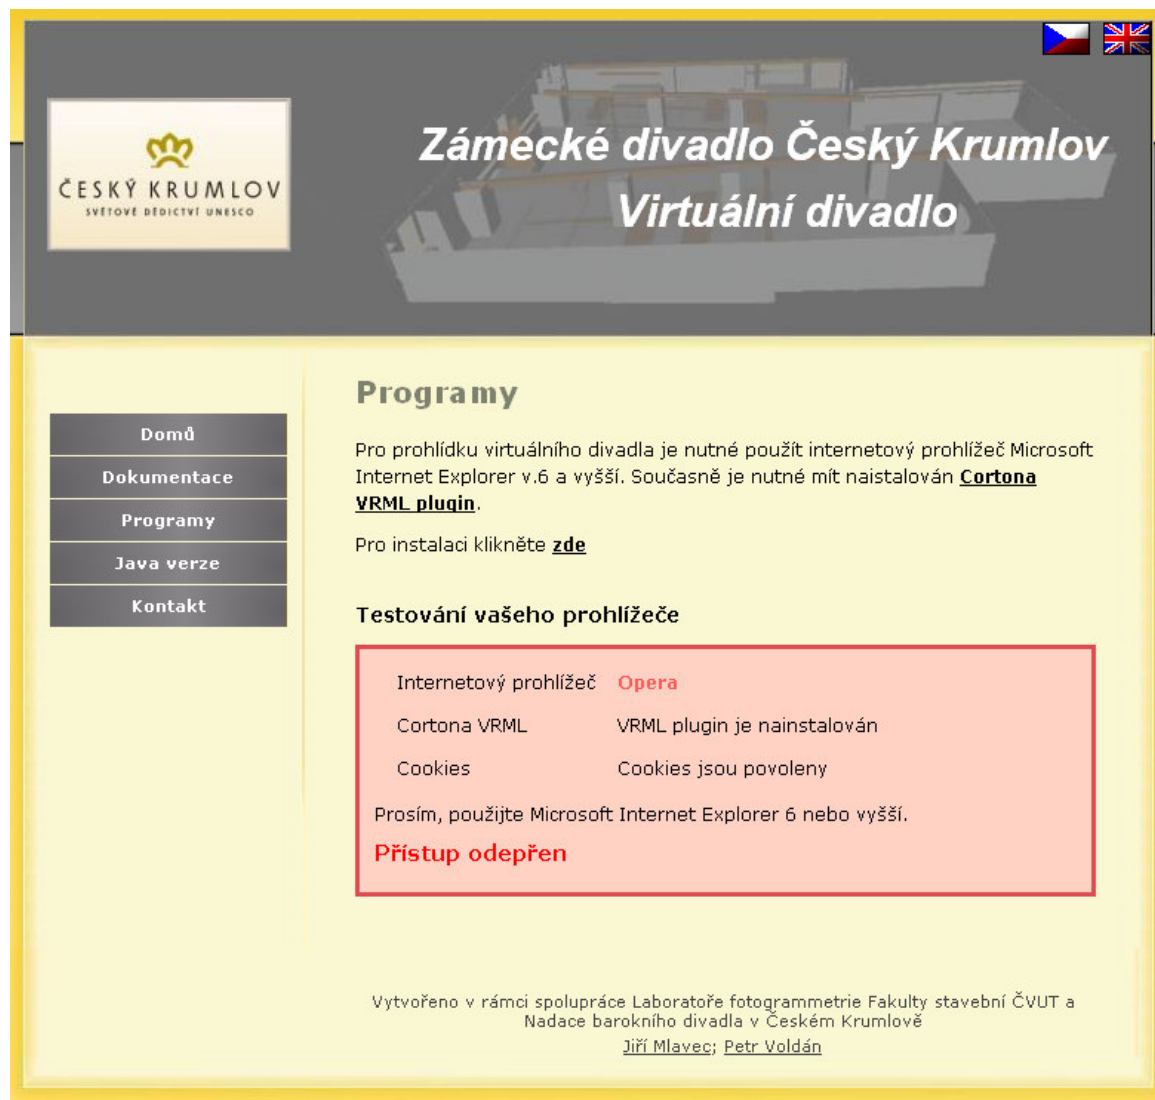 ČESKÝ KRUMLOV
SVĚTOVÉ DĚDICTVÍ UNESCO
Zámecké divadlo Český Krumlov
Virtuální divadlo
Domů
Dokumentace
Programy
Java verze
Kontakt
Programy
Pro prohlídku virtuálního divadla je nutné použít internetový prohlížeč Microsoft
Internet Explorer v.6 a vyšší. Současně je nutné mít naistalován Cortona
VRML plugin.
Pro instalaci klikněte zde
Testování vašeho prohlížeče
Internetový prohlížeč Opera
Cortona VRML VRML plugin je nainstalován
Cookies Cookies jsou povoleny
Prosím, použijte Microsoft Internet Explorer 6 nebo vyšší.
Přístup odepřen
Vytvořeno v rámci spolupráce Laboratoře fotogrammetrie Fakulty stavební ČVUT a
Nadace barokního divadla v Českém Krumlově
Jiří Mlavec; Petr Voldán